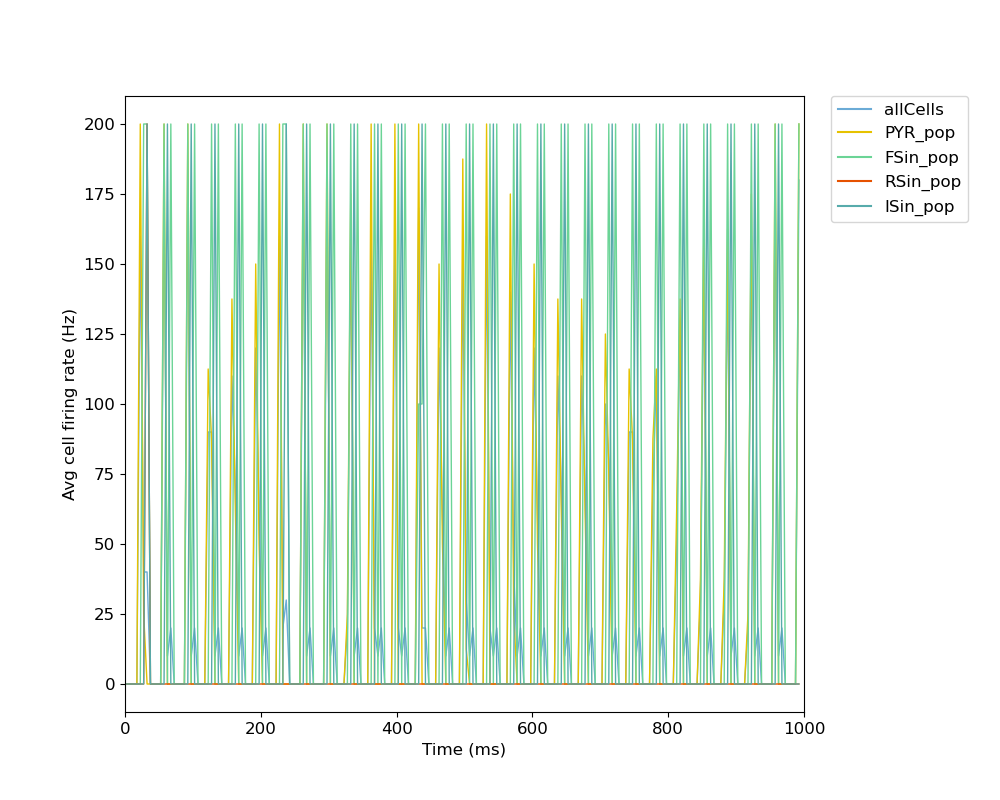 200
175
150
125
100
75
50
25
0
Avg cell firing rate (Hz)
0 200 400 600 800 1000
Time (ms)
allCells
PYR_pop
FSin_pop
RSin_pop
ISin_pop